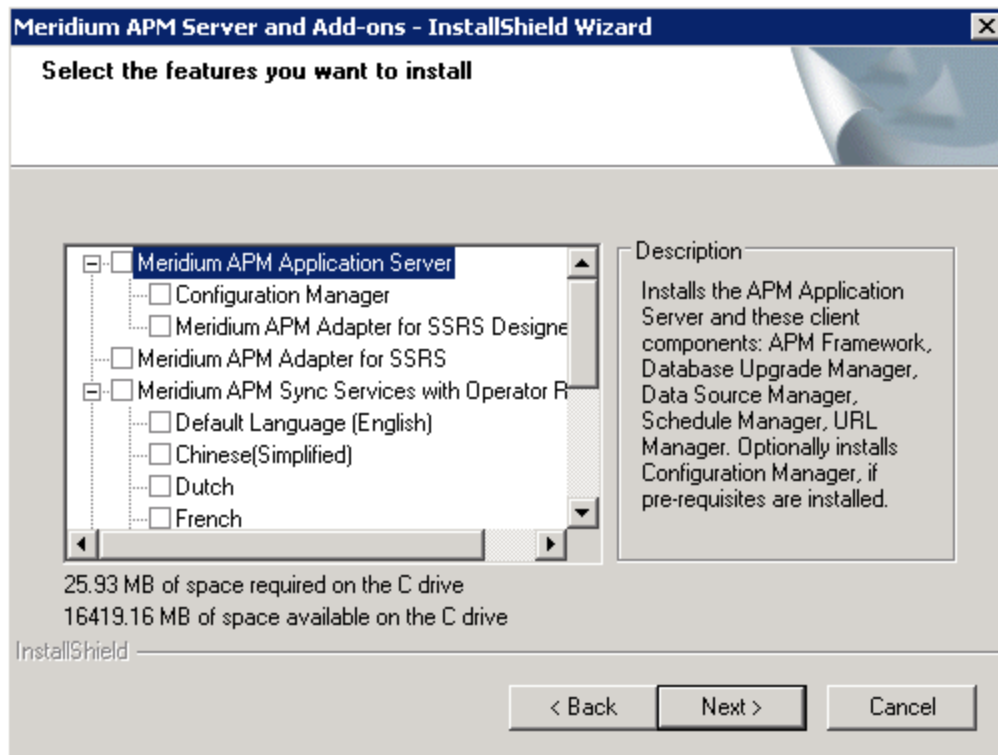 Meridium APM Server and Add-ons - InstallShield Wizard
Select the features you want to install
Meridium APM Application Server
Configuration Manager
Meridium APM Adapter for SSRS Designe
Meridium APM Adapter for SSRS
Meridium APM Sync Services with Operator R
Default Language (English)
Chinese(Simplified)
Dutch
French
Description
Installs the APM Application
Server and these client
components: APM Framework,
Database Upgrade Manager,
Data Source Manager,
Schedule Manager, URL
Manager. Optionally installs
Configuration Manager, if
pre-requisites are installed.
25.93 MB of space required on the C drive
16419.16 MB of space available on the C drive
InstallShield
< Back
Next >
Cancel